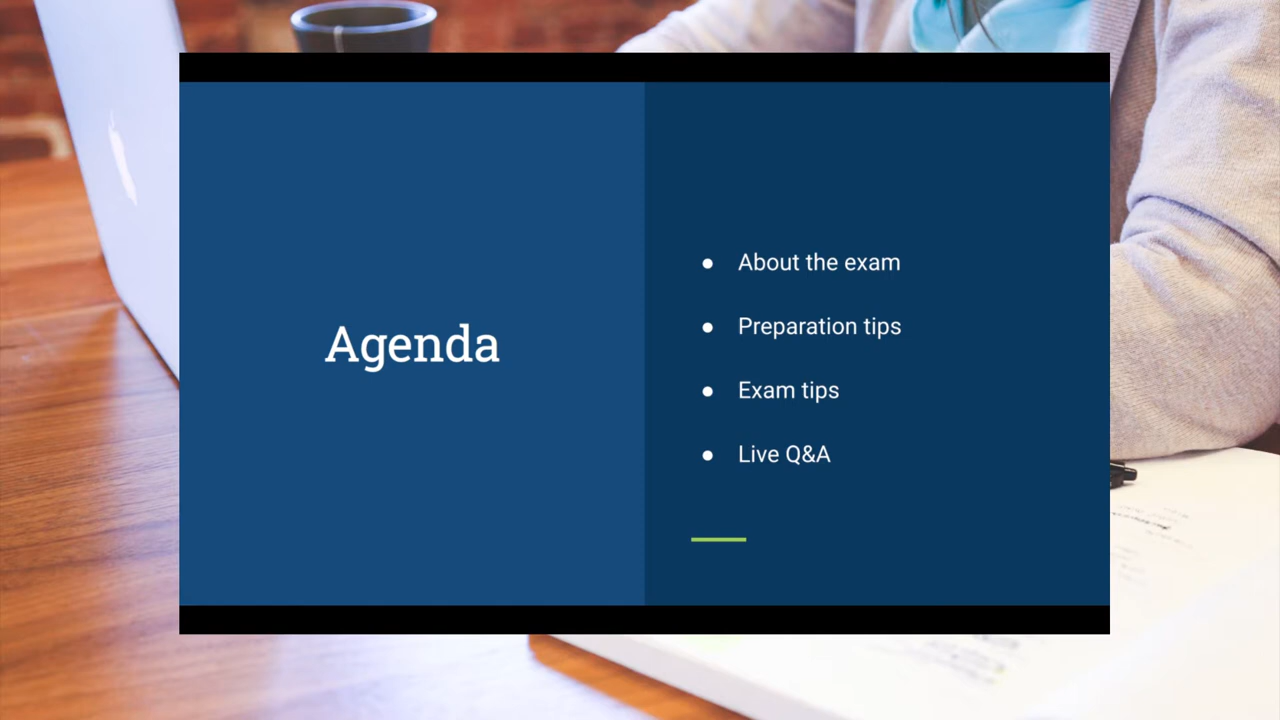 Agenda
● About the exam
● Preparation tips
● Exam tips
● Live Q&A